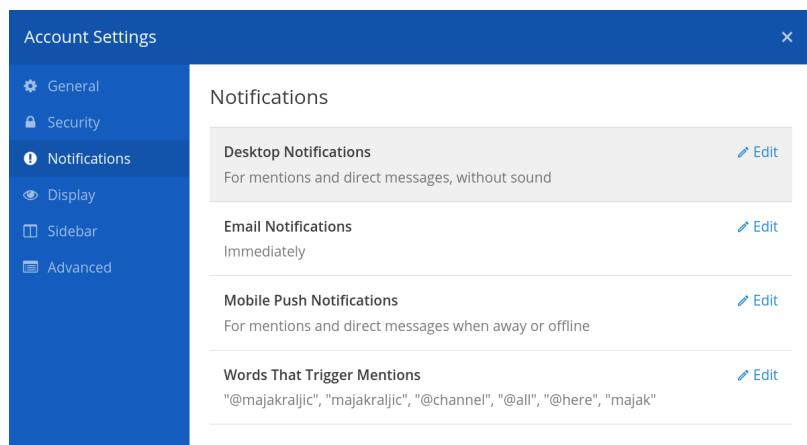 Account Settings
General
Security
Notifications
Display
Sidebar
Advanced
Notifications
Desktop Notifications
Edit
For mentions and direct messages, without sound
Email Notifications
Edit
Immediately
Mobile Push Notifications
Edit
For mentions and direct messages when away or offline
Words That Trigger Mentions
Edit
"@majakraljic", "majakraljic", "@channel", "@all", "@here", "majak"